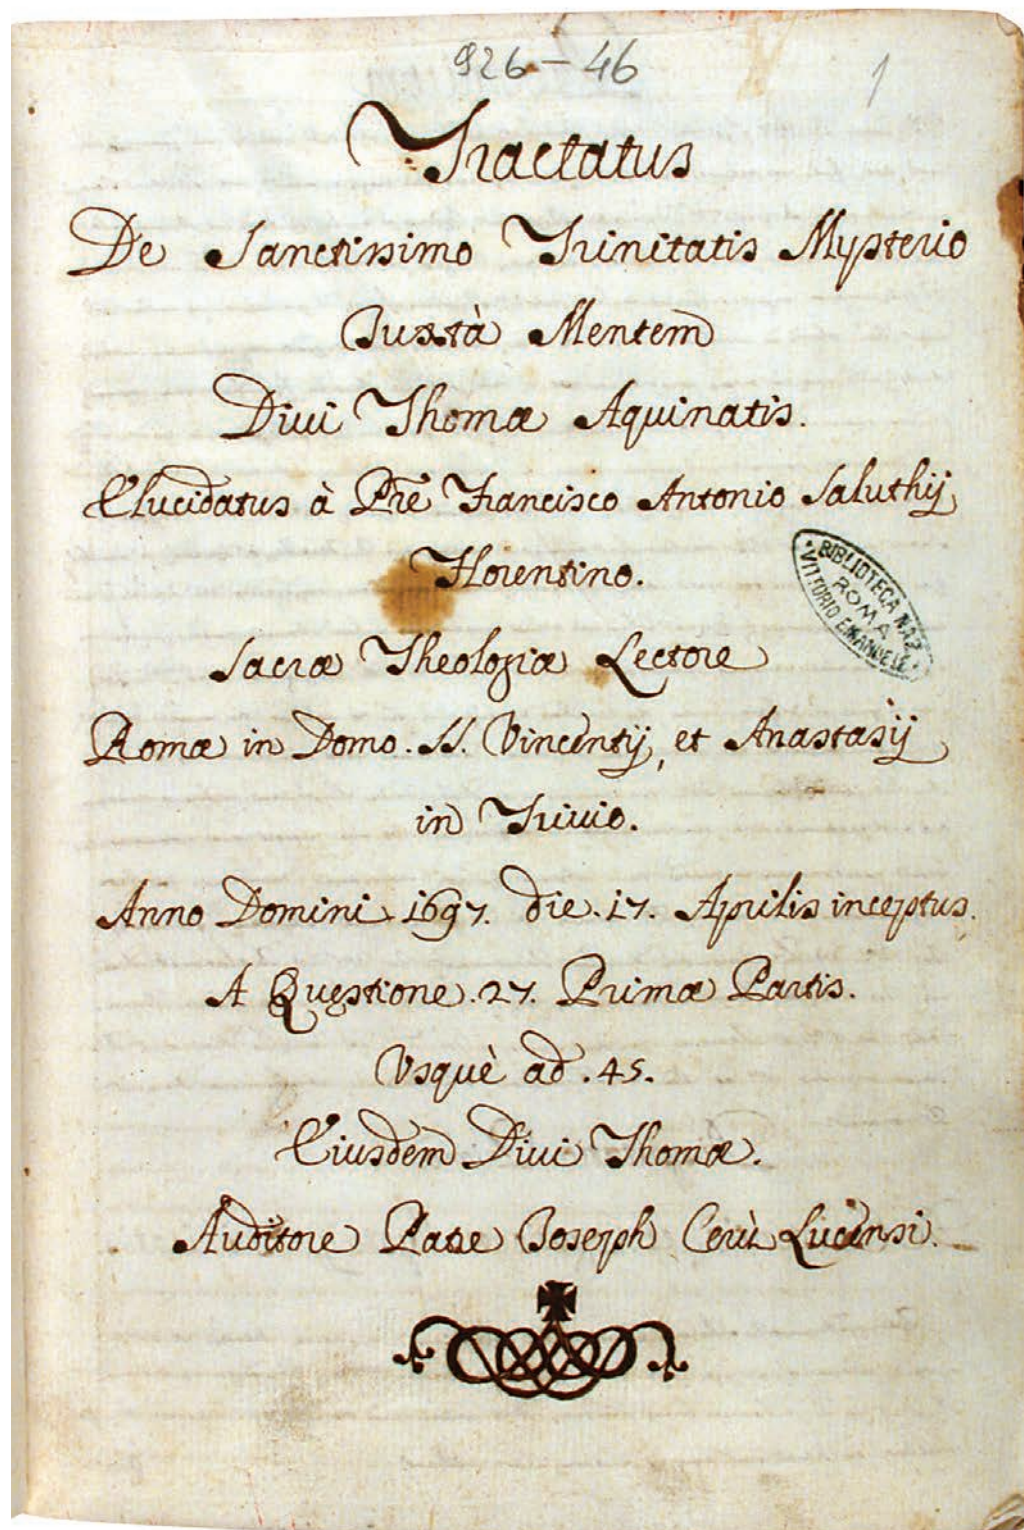 926-46
1
Tractatus
De Sanctissimo Trinitatis Mysterio
Juxtà Mentem
Diui Thomæ Aquinatis.
Elucidatus à Pre Francisco Antonio Saluthij
Florentino.
Sacræ Theologiæ Lectore
Romæ in Domo. SS. Vincentij, et Anastasij
in Triuio.
Anno Domini 1697. die. 17. Aprilis inceptus.
A Questione. 27. Primæ Partis.
Vsquè ad. 45.
Eiusdem Diui Thomæ.
Auditore Patre Joseph Cerù Lucensi.
BIBLIOTECA NAZ.
ROMA
VITTORIO EMANUELE